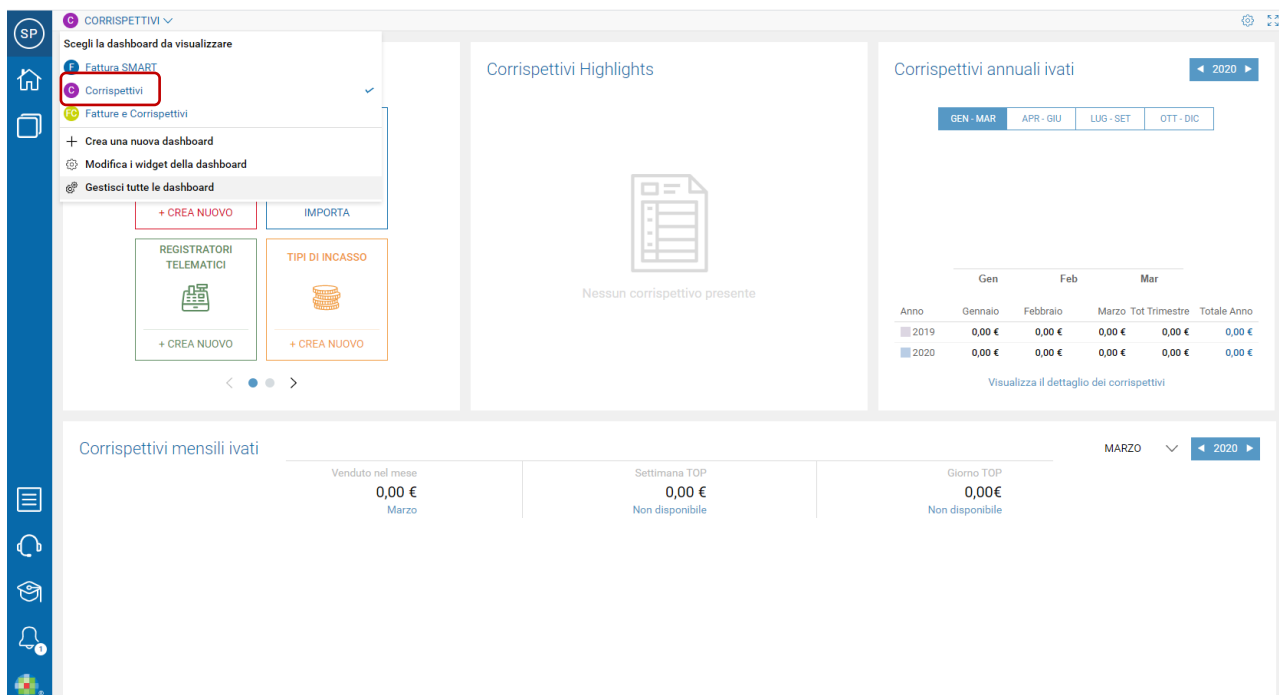 SP
C CORRISPETTIVI
Scegli la dashboard da visualizzare
F Fattura SMART
C Corrispettivi
FC Fatture e Corrispettivi
+ Crea una nuova dashboard
Modifica i widget della dashboard
Gestisci tutte le dashboard
+ CREA NUOVO
IMPORTA
REGISTRATORI
TELEMATICI
TIPI DI INCASSO
+ CREA NUOVO
+ CREA NUOVO
Corrispettivi Highlights
Nessun corrispettivo presente
Corrispettivi annuali ivati
2020
GEN - MAR APR - GIU LUG - SET OTT - DIC
Gen Feb Mar
Anno Gennaio Febbraio Marzo Tot Trimestre Totale Anno
2019 0,00 € 0,00 € 0,00 € 0,00 € 0,00 €
2020 0,00 € 0,00 € 0,00 € 0,00 € 0,00 €
Visualizza il dettaglio dei corrispettivi
Corrispettivi mensili ivati
MARZO
2020
Venduto nel mese
0,00 €
Marzo
Settimana TOP
0,00 €
Non disponibile
Giorno TOP
0,00€
Non disponibile
1